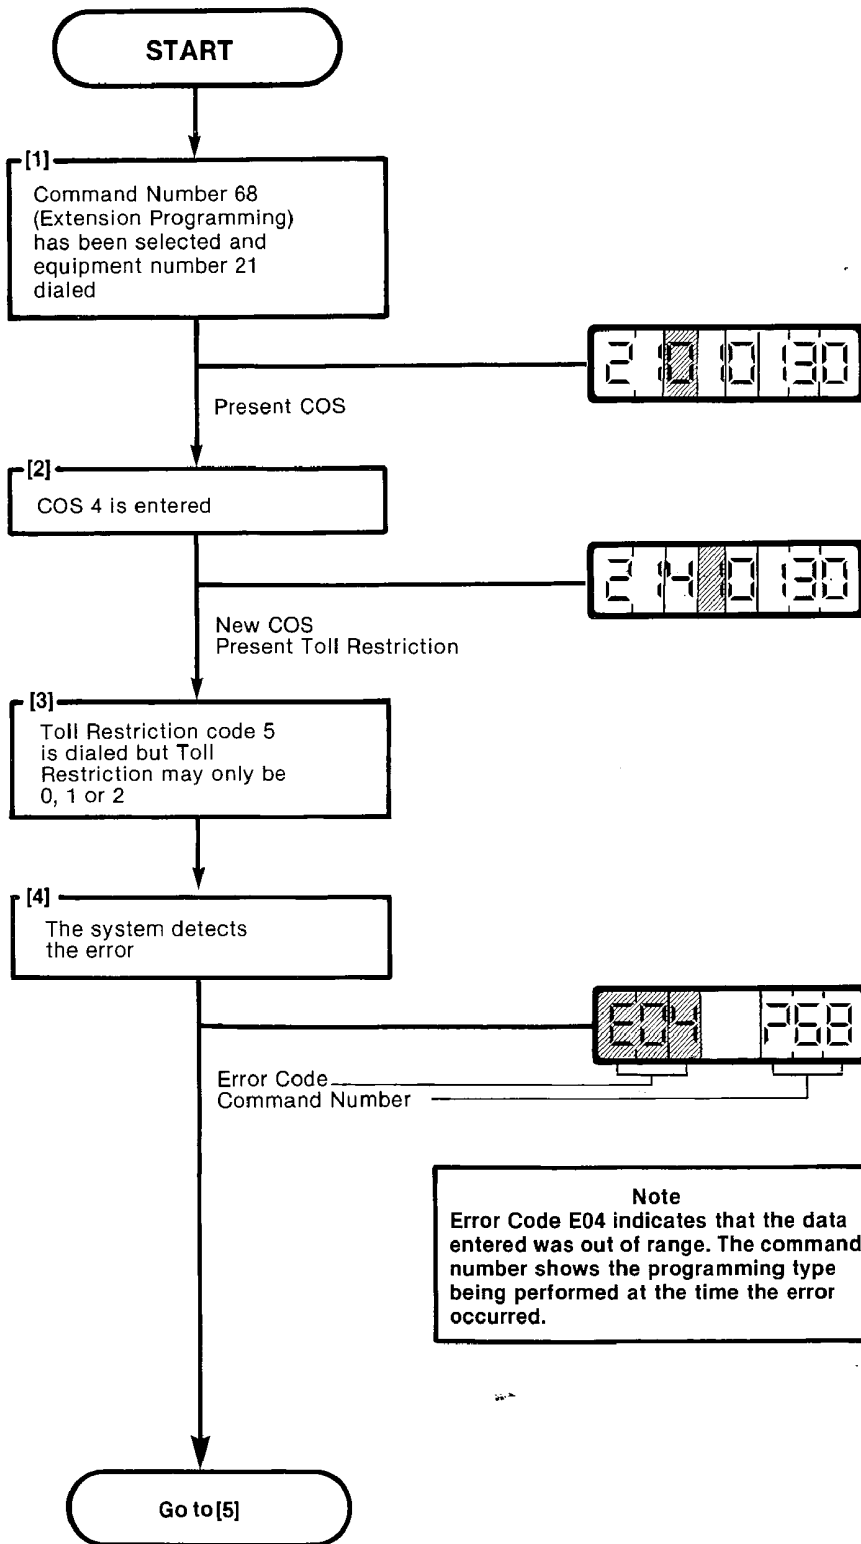 START
[1]
Command Number 68
(Extension Programming)
has been selected and
equipment number 21
dialed
21010130
Present COS
[2]
COS 4 is entered
21410130
New COS
Present Toll Restriction
[3]
Toll Restriction code 5
is dialed but Toll
Restriction may only be
0, 1 or 2
[4]
The system detects
the error
E04 P68
Error Code
Command Number
Note
Error Code E04 indicates that the data
entered was out of range. The command
number shows the programming type
being performed at the time the error
occurred.
Go to [5]